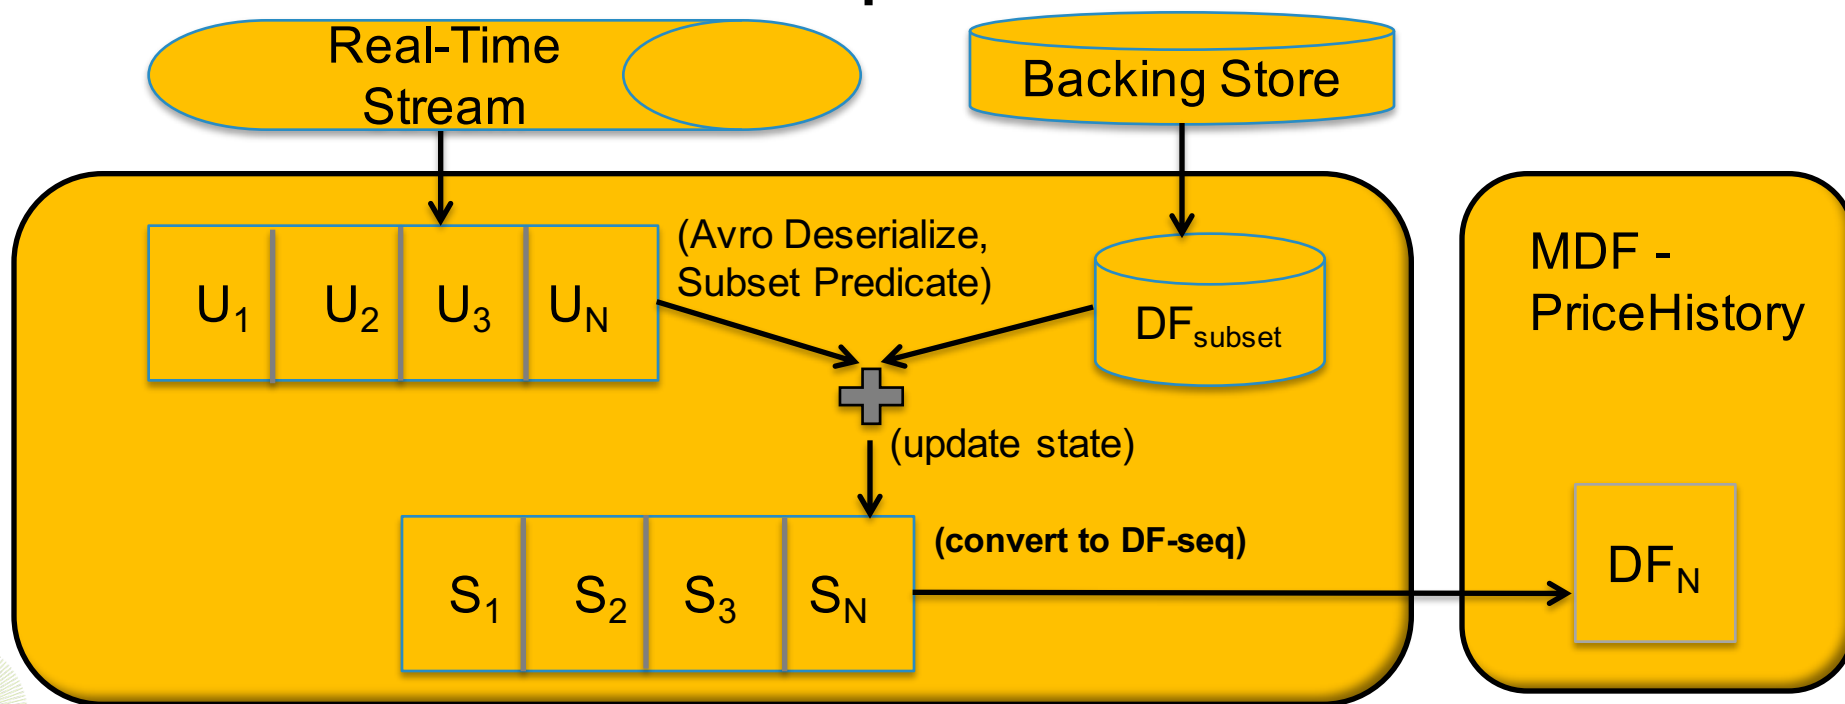 Real-Time
Stream
Backing Store
(Avro Deserialize,
Subset Predicate)
MDF -
PriceHistory
U1 U2 U3 UN
DFsubset
(update state)
(convert to DF-seq)
S1 S2 S3 SN
DFN